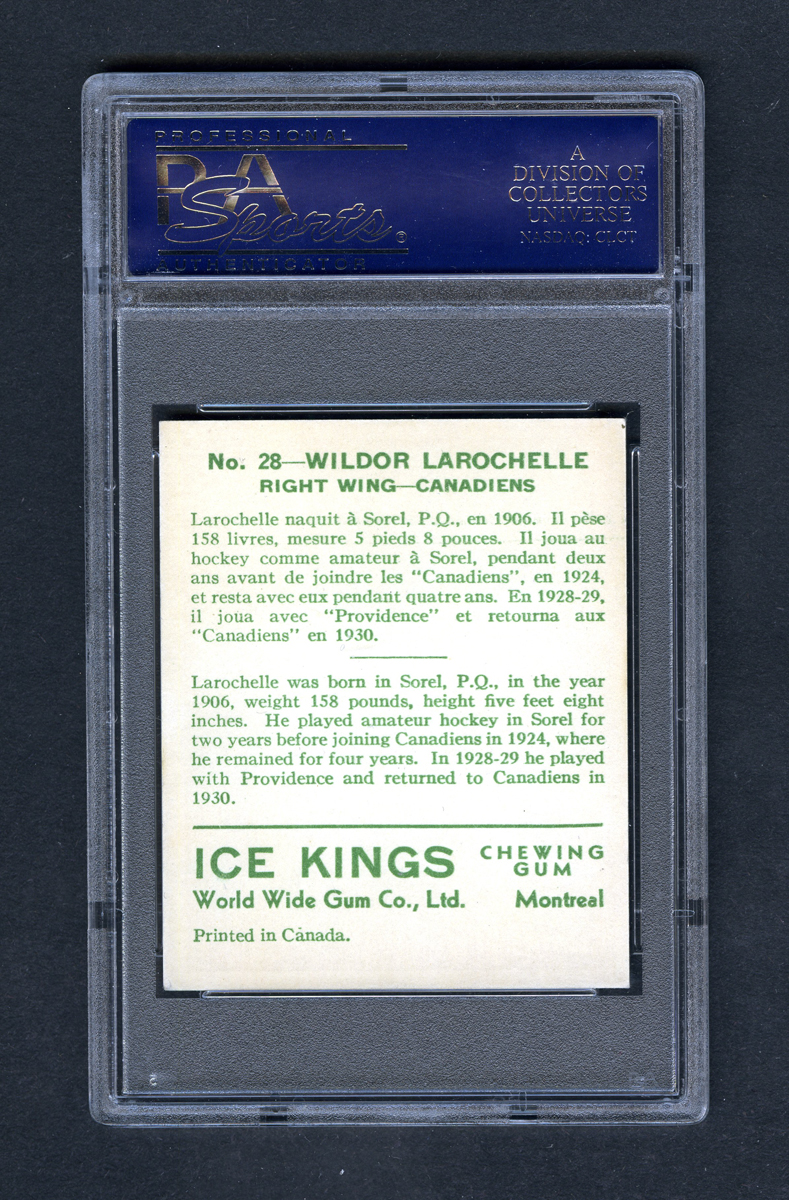 PROFESSIONAL
PSA
Sports®
AUTHENTICATOR
A
DIVISION OF
COLLECTORS
UNIVERSE
NASDAQ: CLCT
No. 28—WILDOR LAROCHELLE
RIGHT WING—CANADIENS
Larochelle naquit à Sorel, P.Q., en 1906. Il pèse
158 livres, mesure 5 pieds 8 pouces. Il joua au
hockey comme amateur à Sorel, pendant deux
ans avant de joindre les "Canadiens", en 1924,
et resta avec eux pendant quatre ans. En 1928-29,
il joua avec "Providence" et retourna aux
"Canadiens" en 1930.
Larochelle was born in Sorel, P.Q., in the year
1906, weight 158 pounds, height five feet eight
inches. He played amateur hockey in Sorel for
two years before joining Canadiens in 1924, where
he remained for four years. In 1928-29 he played
with Providence and returned to Canadiens in
1930.
ICE KINGS CHEWING GUM
World Wide Gum Co., Ltd. Montreal
Printed in Canada.